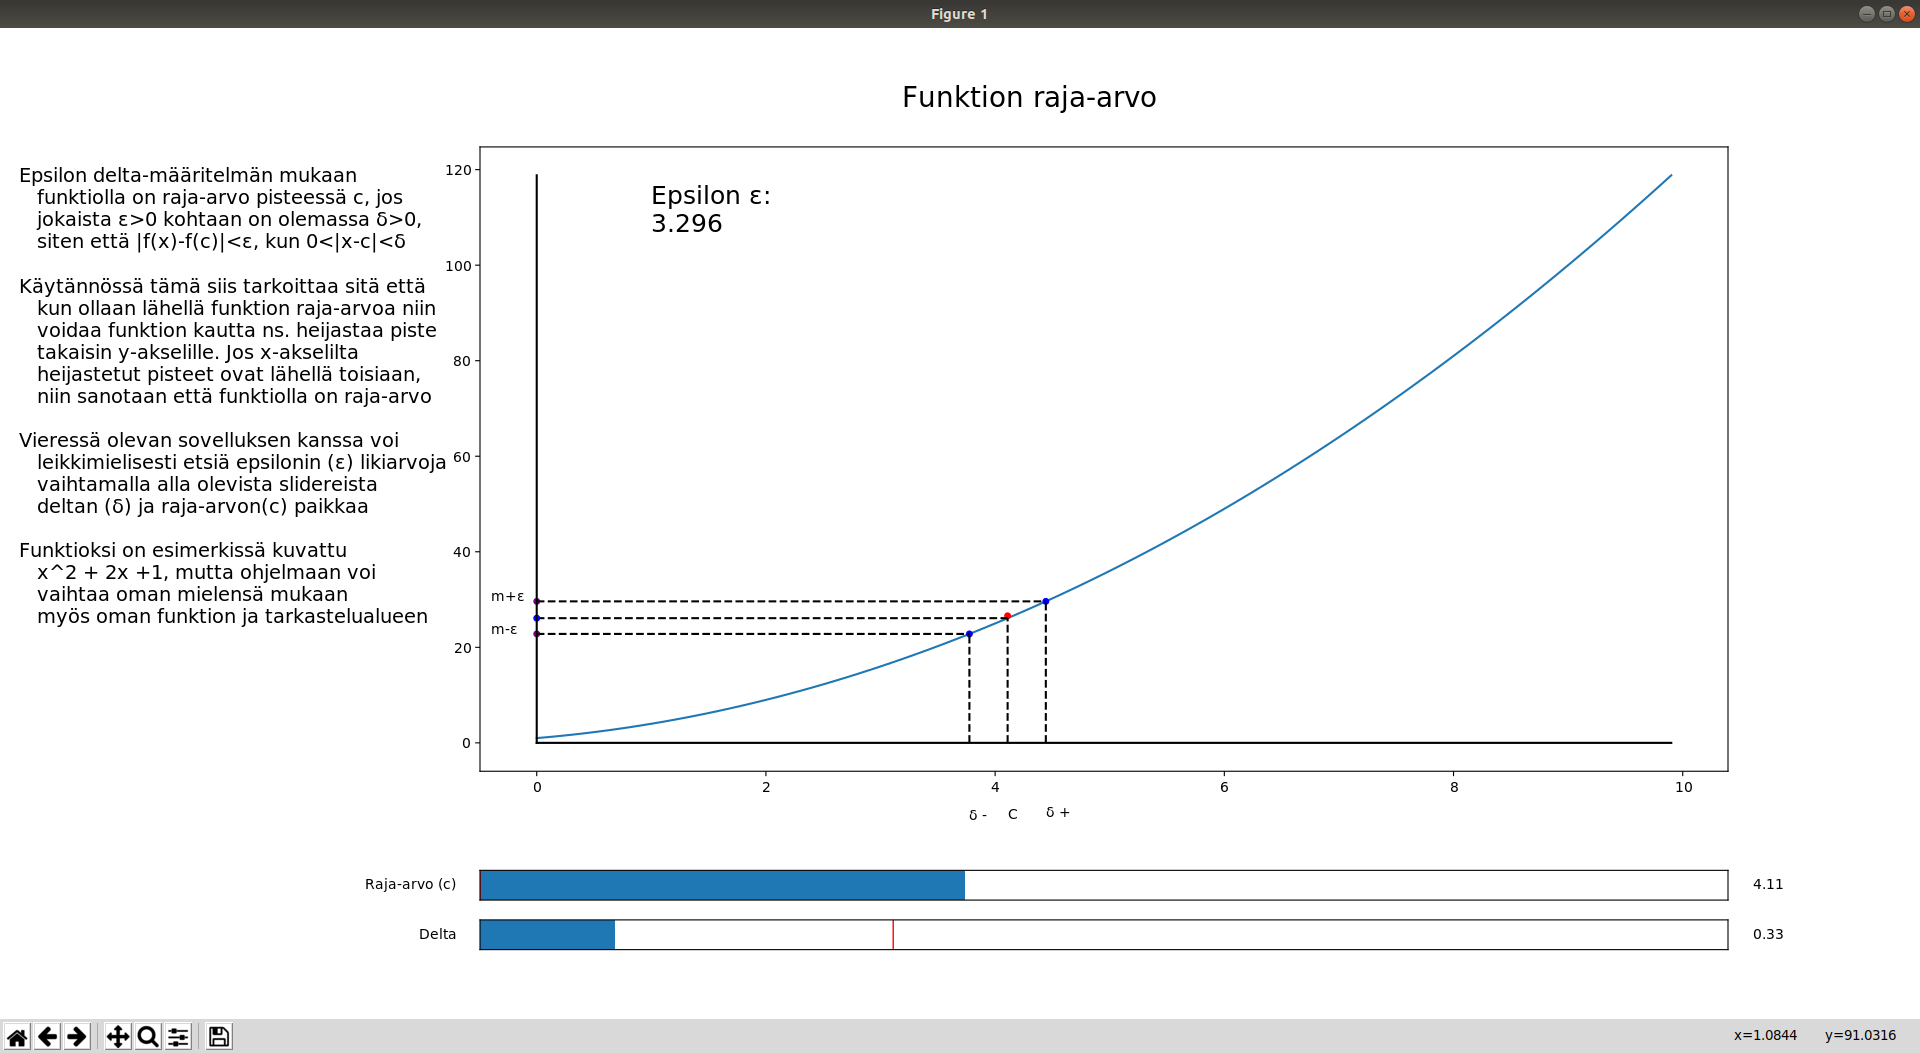 Figure 1
Funktion raja-arvo
Epsilon delta-määritelmän mukaan
funktiolla on raja-arvo pisteessä c, jos
jokaista ε>0 kohtaan on olemassa δ>0,
siten että |f(x)-f(c)|<ε, kun 0<|x-c|<δ
Käytännössä tämä siis tarkoittaa sitä että
kun ollaan lähellä funktion raja-arvoa niin
voidaa funktion kautta ns. heijastaa piste
takaisin y-akselille. Jos x-akselilta
heijastetut pisteet ovat lähellä toisiaan,
niin sanotaan että funktiolla on raja-arvo
Vieressä olevan sovelluksen kanssa voi
leikkimielisesti etsiä epsilonin (ε) likiarvoja
vaihtamalla alla olevista slidereista
deltan (δ) ja raja-arvon(c) paikkaa
Funktioksi on esimerkissä kuvattu
x^2 + 2x +1, mutta ohjelmaan voi
vaihtaa oman mielensä mukaan
myös oman funktion ja tarkastelualueen
Epsilon ε:
3.296
120
100
80
60
40
20
0
m+ε
m-ε
0 2 4 6 8 10
δ - C δ +
Raja-arvo (c) 4.11
Delta 0.33
x=1.0844 y=91.0316